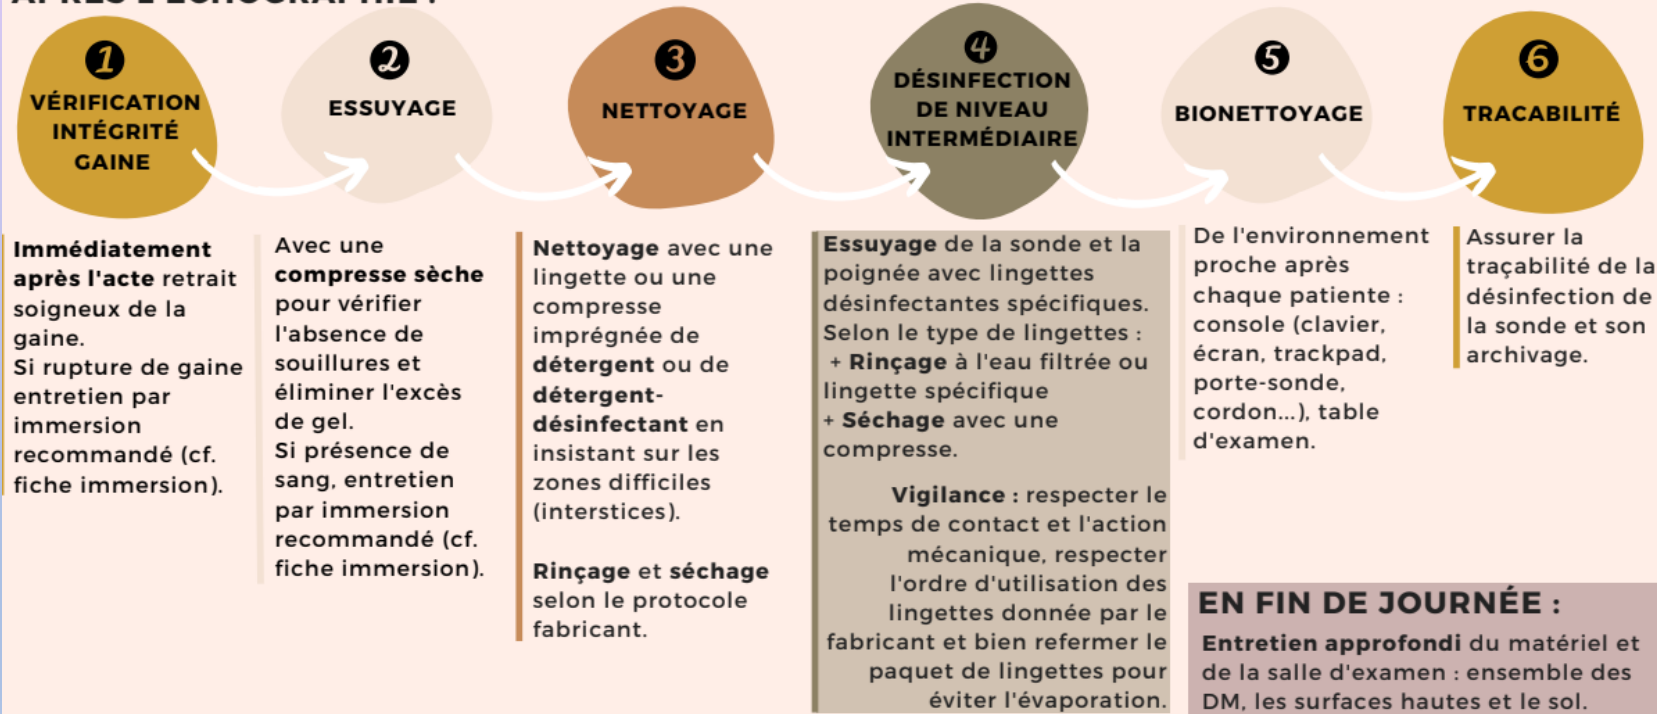 APRÈS L'ÉCHOGRAPHIE :
1
VÉRIFICATION
INTÉGRITÉ
GAINE
Immédiatement
après l'acte retrait
soigneux de la
gaine.
Si rupture de gaine
entretien par
immersion
recommandé (cf.
fiche immersion).
2
ESSUYAGE
Avec une
compresse sèche
pour vérifier
l'absence de
souillures et
éliminer l'excès
de gel.
Si présence de
sang, entretien
par immersion
recommandé (cf.
fiche immersion).
3
NETTOYAGE
Nettoyage avec une
lingette ou une
compresse
imprégnée de
détergent ou de
détergent-
désinfectant en
insistant sur les
zones difficiles
(interstices).
Rinçage et séchage
selon le protocole
fabricant.
4
DÉSINFECTION
DE NIVEAU
INTERMÉDIAIRE
Essuyage de la sonde et la
poignée avec lingettes
désinfectantes spécifiques.
Selon le type de lingettes :
+ Rinçage à l'eau filtrée ou
lingette spécifique
+ Séchage avec une
compresse.
Vigilance : respecter le
temps de contact et l'action
mécanique, respecter
l'ordre d'utilisation des
lingettes donnée par le
fabricant et bien refermer le
paquet de lingettes pour
éviter l'évaporation.
5
BIONETTOYAGE
De l'environnement
proche après
chaque patiente :
console (clavier,
écran, trackpad,
porte-sonde,
cordon...), table
d'examen.
6
TRACABILITÉ
Assurer la
traçabilité de la
désinfection de
la sonde et son
archivage.
EN FIN DE JOURNÉE :
Entretien approfondi du matériel et
de la salle d'examen : ensemble des
DM, les surfaces hautes et le sol.